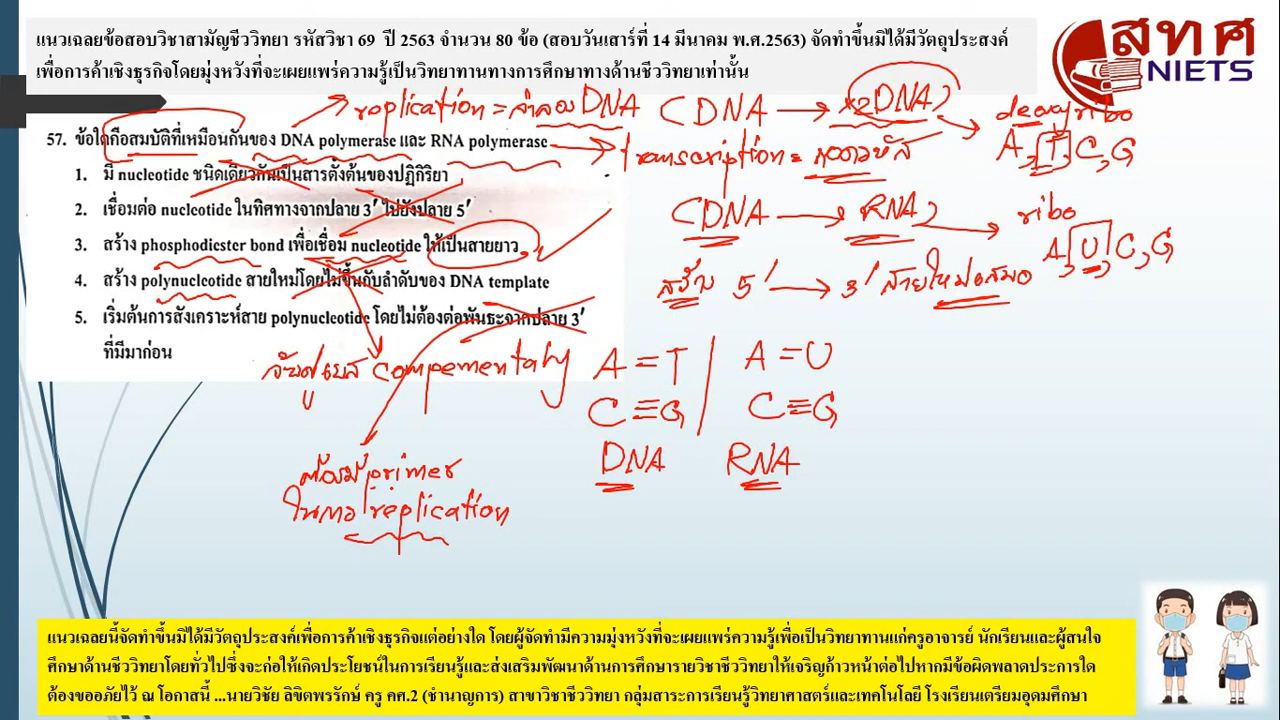 แนวเฉลยข้อสอบวิชาสามัญชีววิทยา รหัสวิชา 69 ปี 2563 จำนวน 80 ข้อ (สอบวันเสาร์ที่ 14 มีนาคม พ.ศ.2563) จัดทำขึ้นมิได้มีวัตถุประสงค์
เพื่อการค้าเชิงธุรกิจโดยมุ่งหวังที่จะเผยแพร่ความรู้เป็นวิทยาทานทางการศึกษาทางด้านชีววิทยาเท่านั้น
สทศ
NIETS
replication = จำลอง DNA
DNA → x2DNA
deoxyribo
A, T, C, G
57. ข้อใดคือสมบัติที่เหมือนกันของ DNA polymerase และ RNA polymerase
transcription = ถอดรหัส
1. มี nucleotide ชนิดเดียวกันเป็นสารตั้งต้นของปฏิกิริยา
2. เชื่อมต่อ nucleotide ในทิศทางจากปลาย 3′ ไปยังปลาย 5′
DNA → RNA
ribo
A, U, C, G
3. สร้าง phosphodiester bond เพื่อเชื่อม nucleotide ให้เป็นสายยาว
4. สร้าง polynucleotide สายใหม่โดยไม่ขึ้นกับลำดับของ DNA template
สร้าง 5′ → 3′ สายใหม่เสมอ
5. เริ่มต้นการสังเคราะห์สาย polynucleotide โดยไม่ต้องต่อพันธะจากปลาย 3′
ที่มีมาก่อน
compementary
A = T
A = U
C ≡ G
C ≡ G
DNA
RNA
ต้องมี primer
ในการ replication
แนวเฉลยนี้จัดทำขึ้นมิได้มีวัตถุประสงค์เพื่อการค้าเชิงธุรกิจแต่อย่างใด โดยผู้จัดทำมีความมุ่งหวังที่จะเผยแพร่ความรู้เพื่อเป็นวิทยาทานแก่ครูอาจารย์ นักเรียนและผู้สนใจ
ศึกษาด้านชีววิทยาโดยทั่วไปซึ่งจะก่อให้เกิดประโยชน์ในการเรียนรู้และส่งเสริมพัฒนาด้านการศึกษารายวิชาชีววิทยาให้เจริญก้าวหน้าต่อไปหากมีข้อผิดพลาดประการใด
ต้องขออภัยไว้ ณ โอกาสนี้ ...นายวิชัย ลิขิตพรรักษ์ ครู คศ.2 (ชำนาญการ) สาขาวิชาชีววิทยา กลุ่มสาระการเรียนรู้วิทยาศาสตร์และเทคโนโลยี โรงเรียนเตรียมอุดมศึกษา